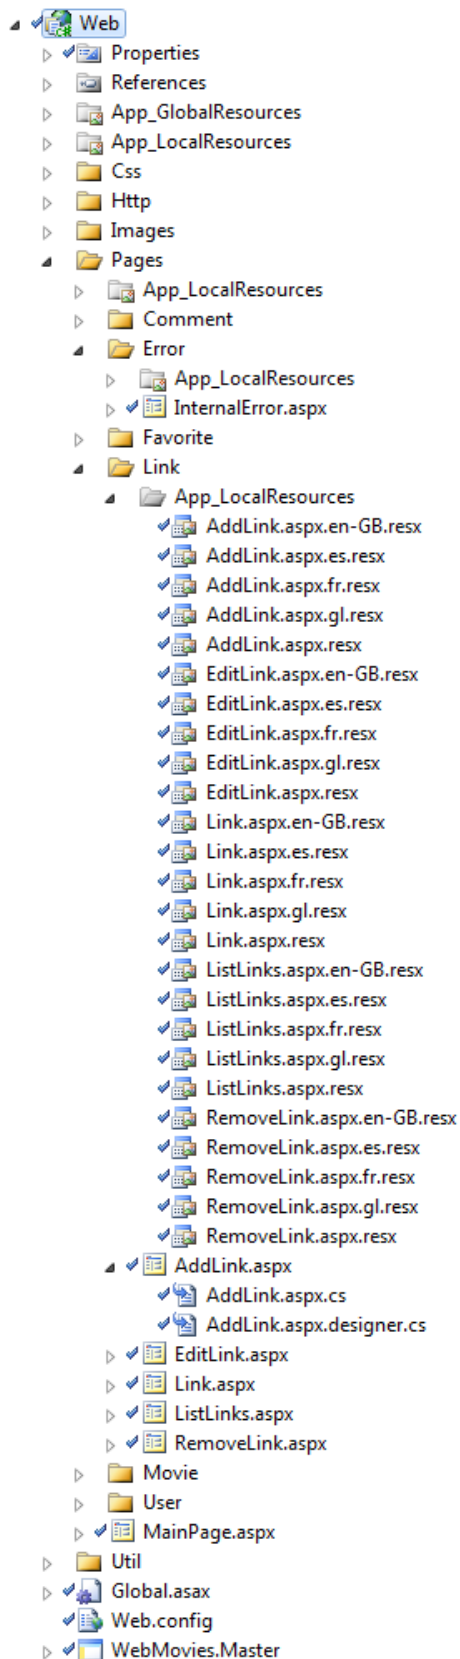 Web
Properties
References
App_GlobalResources
App_LocalResources
Css
Http
Images
Pages
App_LocalResources
Comment
Error
App_LocalResources
InternalError.aspx
Favorite
Link
App_LocalResources
AddLink.aspx.en-GB.resx
AddLink.aspx.es.resx
AddLink.aspx.fr.resx
AddLink.aspx.gl.resx
AddLink.aspx.resx
EditLink.aspx.en-GB.resx
EditLink.aspx.es.resx
EditLink.aspx.fr.resx
EditLink.aspx.gl.resx
EditLink.aspx.resx
Link.aspx.en-GB.resx
Link.aspx.es.resx
Link.aspx.fr.resx
Link.aspx.gl.resx
Link.aspx.resx
ListLinks.aspx.en-GB.resx
ListLinks.aspx.es.resx
ListLinks.aspx.fr.resx
ListLinks.aspx.gl.resx
ListLinks.aspx.resx
RemoveLink.aspx.en-GB.resx
RemoveLink.aspx.es.resx
RemoveLink.aspx.fr.resx
RemoveLink.aspx.gl.resx
RemoveLink.aspx.resx
AddLink.aspx
AddLink.aspx.cs
AddLink.aspx.designer.cs
EditLink.aspx
Link.aspx
ListLinks.aspx
RemoveLink.aspx
Movie
User
MainPage.aspx
Util
Global.asax
Web.config
WebMovies.Master